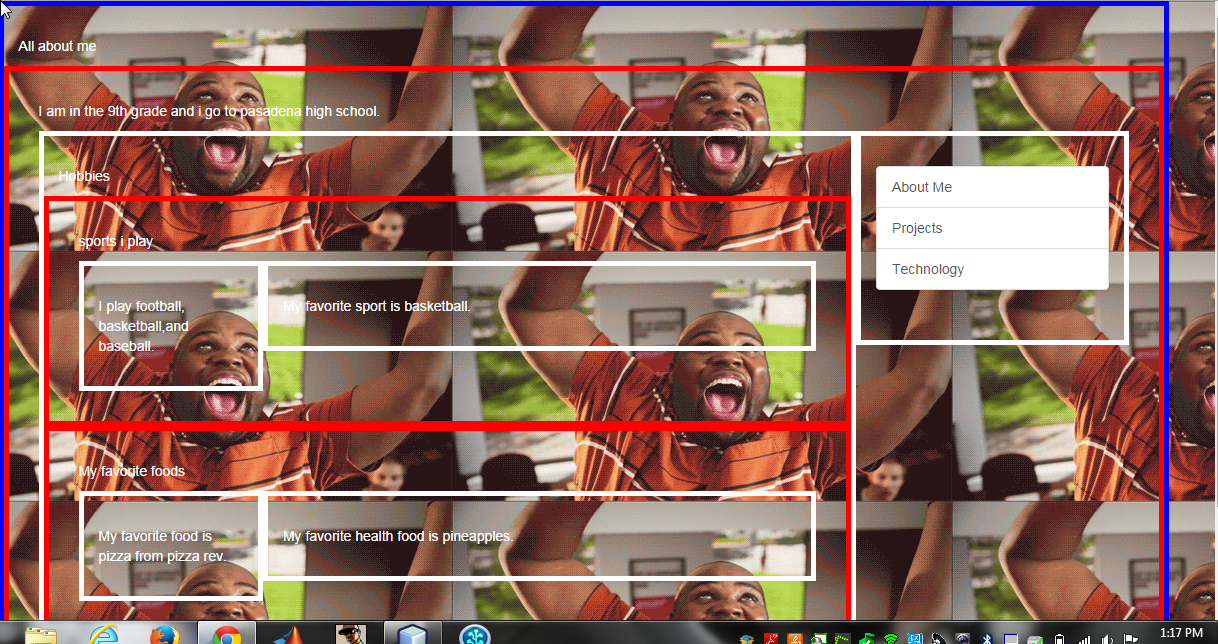 All about me
I am in the 9th grade and i go to pasadena high school.
Hobbies
sports i play
I play football,
basketball,and
baseball.
My favorite sport is basketball.
My favorite foods
My favorite food is
pizza from pizza rev.
My favorite health food is pineapples.
About Me
Projects
Technology
1:17 PM